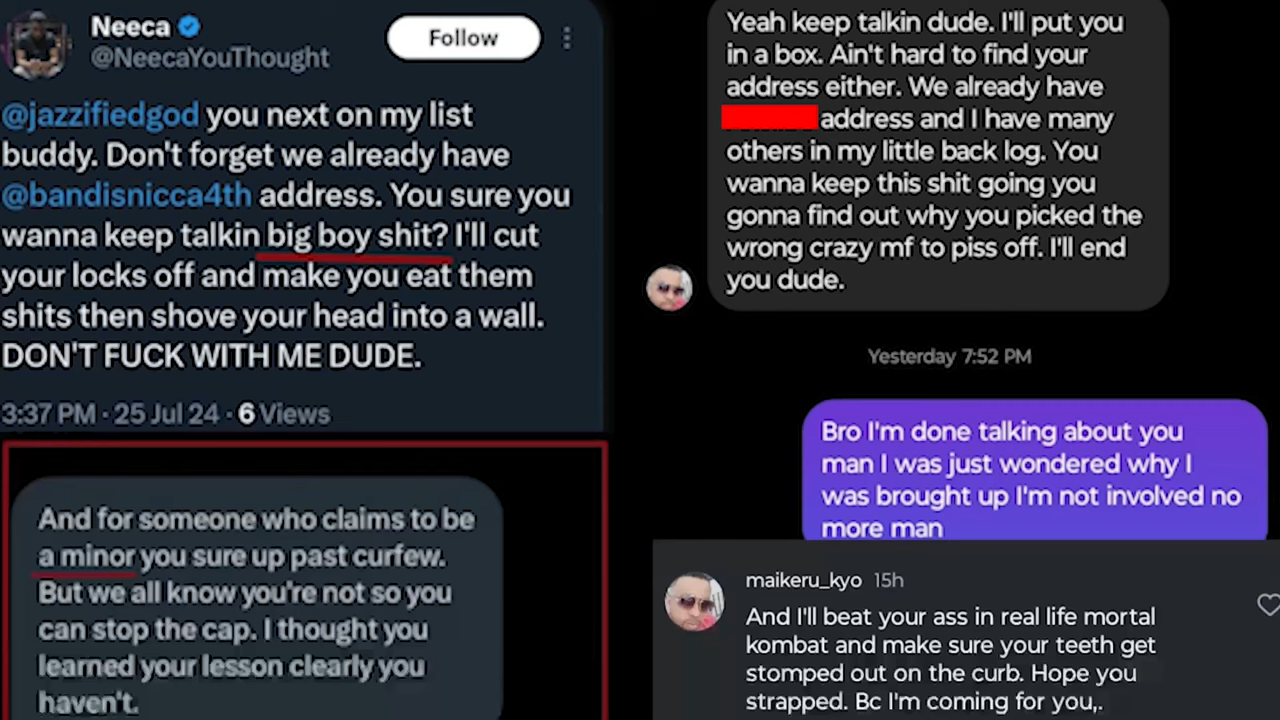 Neeca
@NeecaYouThought
Follow
@jazzifiedgod you next on my list
buddy. Don't forget we already have
@bandisnicca4th address. You sure you
wanna keep talkin big boy shit? I'll cut
your locks off and make you eat them
shits then shove your head into a wall.
DON'T FUCK WITH ME DUDE.
3:37 PM · 25 Jul 24 · 6 Views
And for someone who claims to be
a minor you sure up past curfew.
But we all know you're not so you
can stop the cap. I thought you
learned your lesson clearly you
haven't.
Yeah keep talkin dude. I'll put you
in a box. Ain't hard to find your
address either. We already have
address and I have many
others in my little back log. You
wanna keep this shit going you
gonna find out why you picked the
wrong crazy mf to piss off. I'll end
you dude.
Yesterday 7:52 PM
Bro I'm done talking about you
man I was just wondered why I
was brought up I'm not involved no
more man
maikeru_kyo 15h
And I'll beat your ass in real life mortal
kombat and make sure your teeth get
stomped out on the curb. Hope you
strapped. Bc I'm coming for you,.